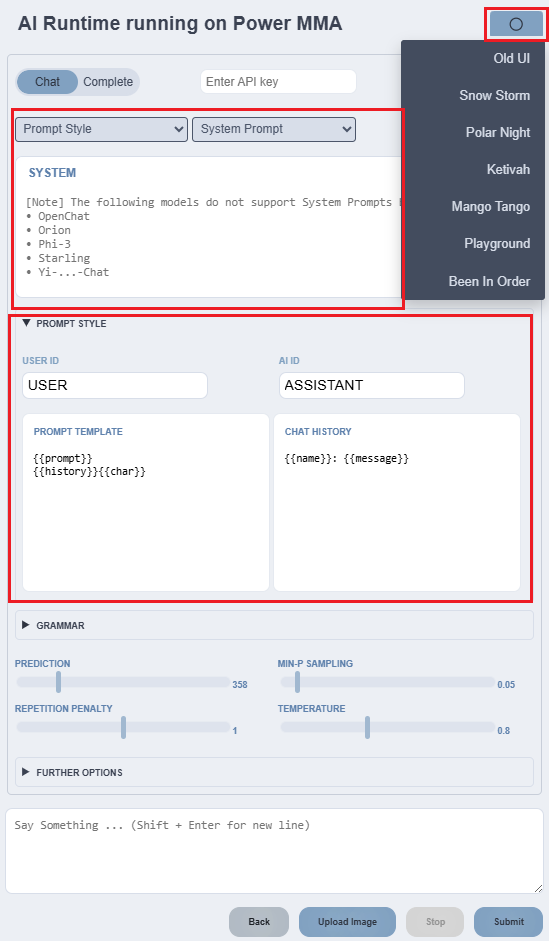 AI Runtime running on Power MMA
Old UI
Snow Storm
Polar Night
Ketivah
Mango Tango
Playground
Been In Order
Chat Complete
Enter API key
Prompt Style System Prompt
SYSTEM
[Note] The following models do not support System Prompts
• OpenChat
• Orion
• Phi-3
• Starling
• Yi-...-Chat
▼ PROMPT STYLE
USER ID AI ID
USER ASSISTANT
PROMPT TEMPLATE CHAT HISTORY
{{prompt}} {{name}}: {{message}}
{{history}}{{char}}
▶ GRAMMAR
PREDICTION MIN-P SAMPLING
358 0.05
REPETITION PENALTY TEMPERATURE
1 0.8
▶ FURTHER OPTIONS
Say Something ... (Shift + Enter for new line)
Back Upload Image Stop Submit